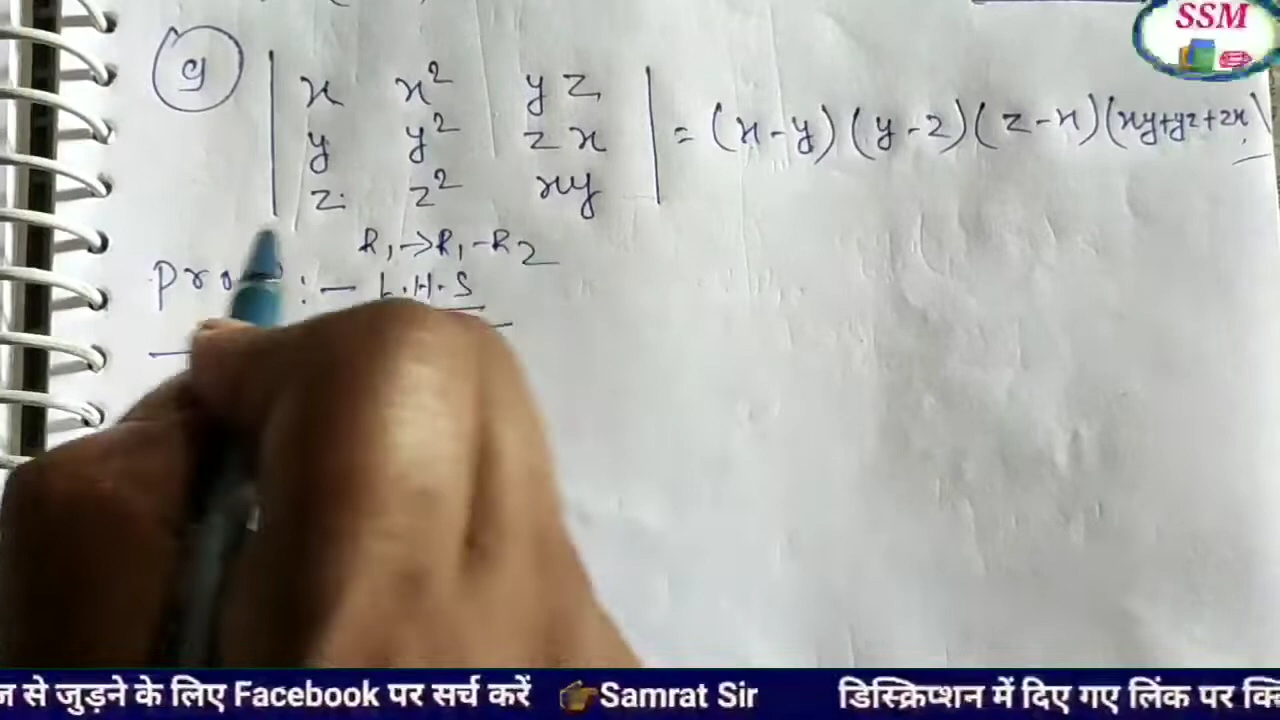 SSM
9
x x² yz
y y² zx = (x-y)(y-z)(z-x)(xy+yz+zx)
z z² xy
R₁→R₁-R₂
:- L.H.S
से जुड़ने के लिए Facebook पर सर्च करें 👉Samrat Sir डिस्क्रिप्शन में दिए गए लिंक पर